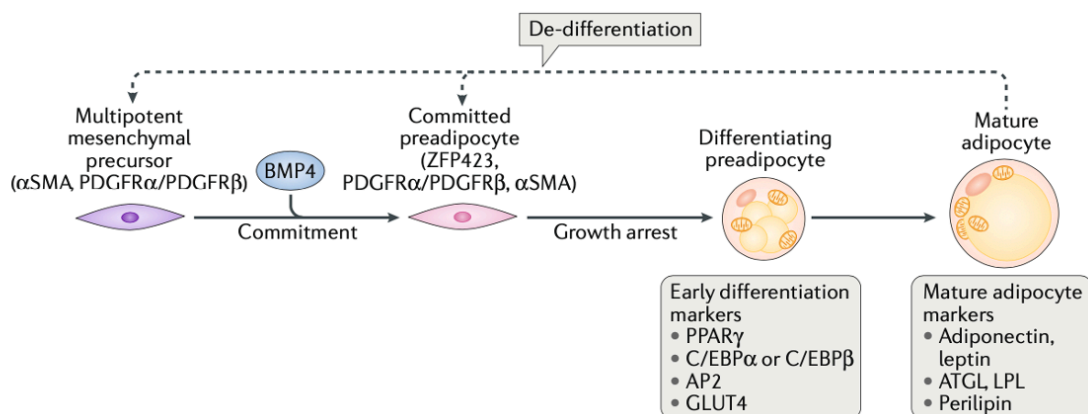 De-differentiation
Multipotent
mesenchymal
precursor
(αSMA, PDGFRα/PDGFRβ)
BMP4
Commitment
Committed
preadipocyte
(ZFP423,
PDGFRα/PDGFRβ, αSMA)
Growth arrest
Differentiating
preadipocyte
Mature
adipocyte
Early differentiation
markers
• PPARγ
• C/EBPα or C/EBPβ
• AP2
• GLUT4
Mature adipocyte
markers
• Adiponectin,
leptin
• ATGL, LPL
• Perilipin